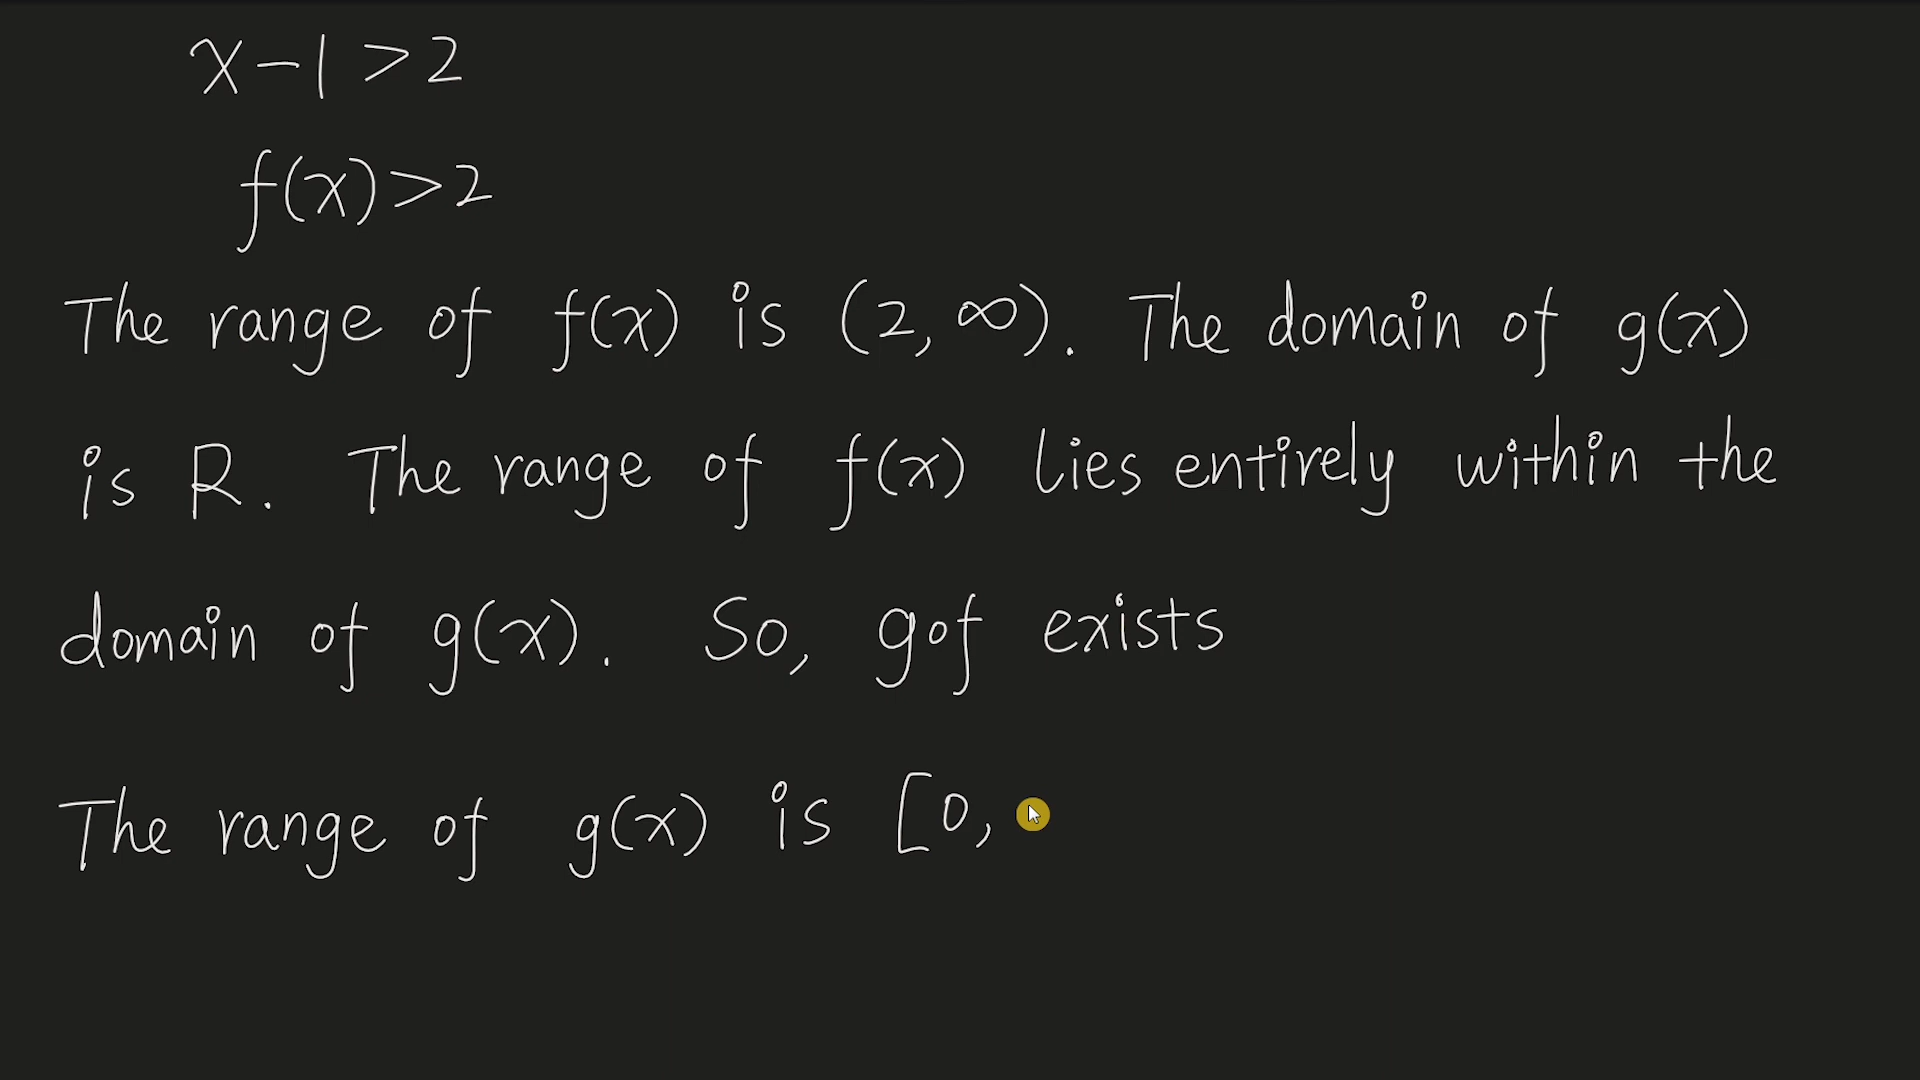 x-1>2
f(x)>2
The range of f(x) is (2,∞). The domain of g(x)
is R. The range of f(x) lies entirely within the
domain of g(x). So, gof exists
The range of g(x) is [0,